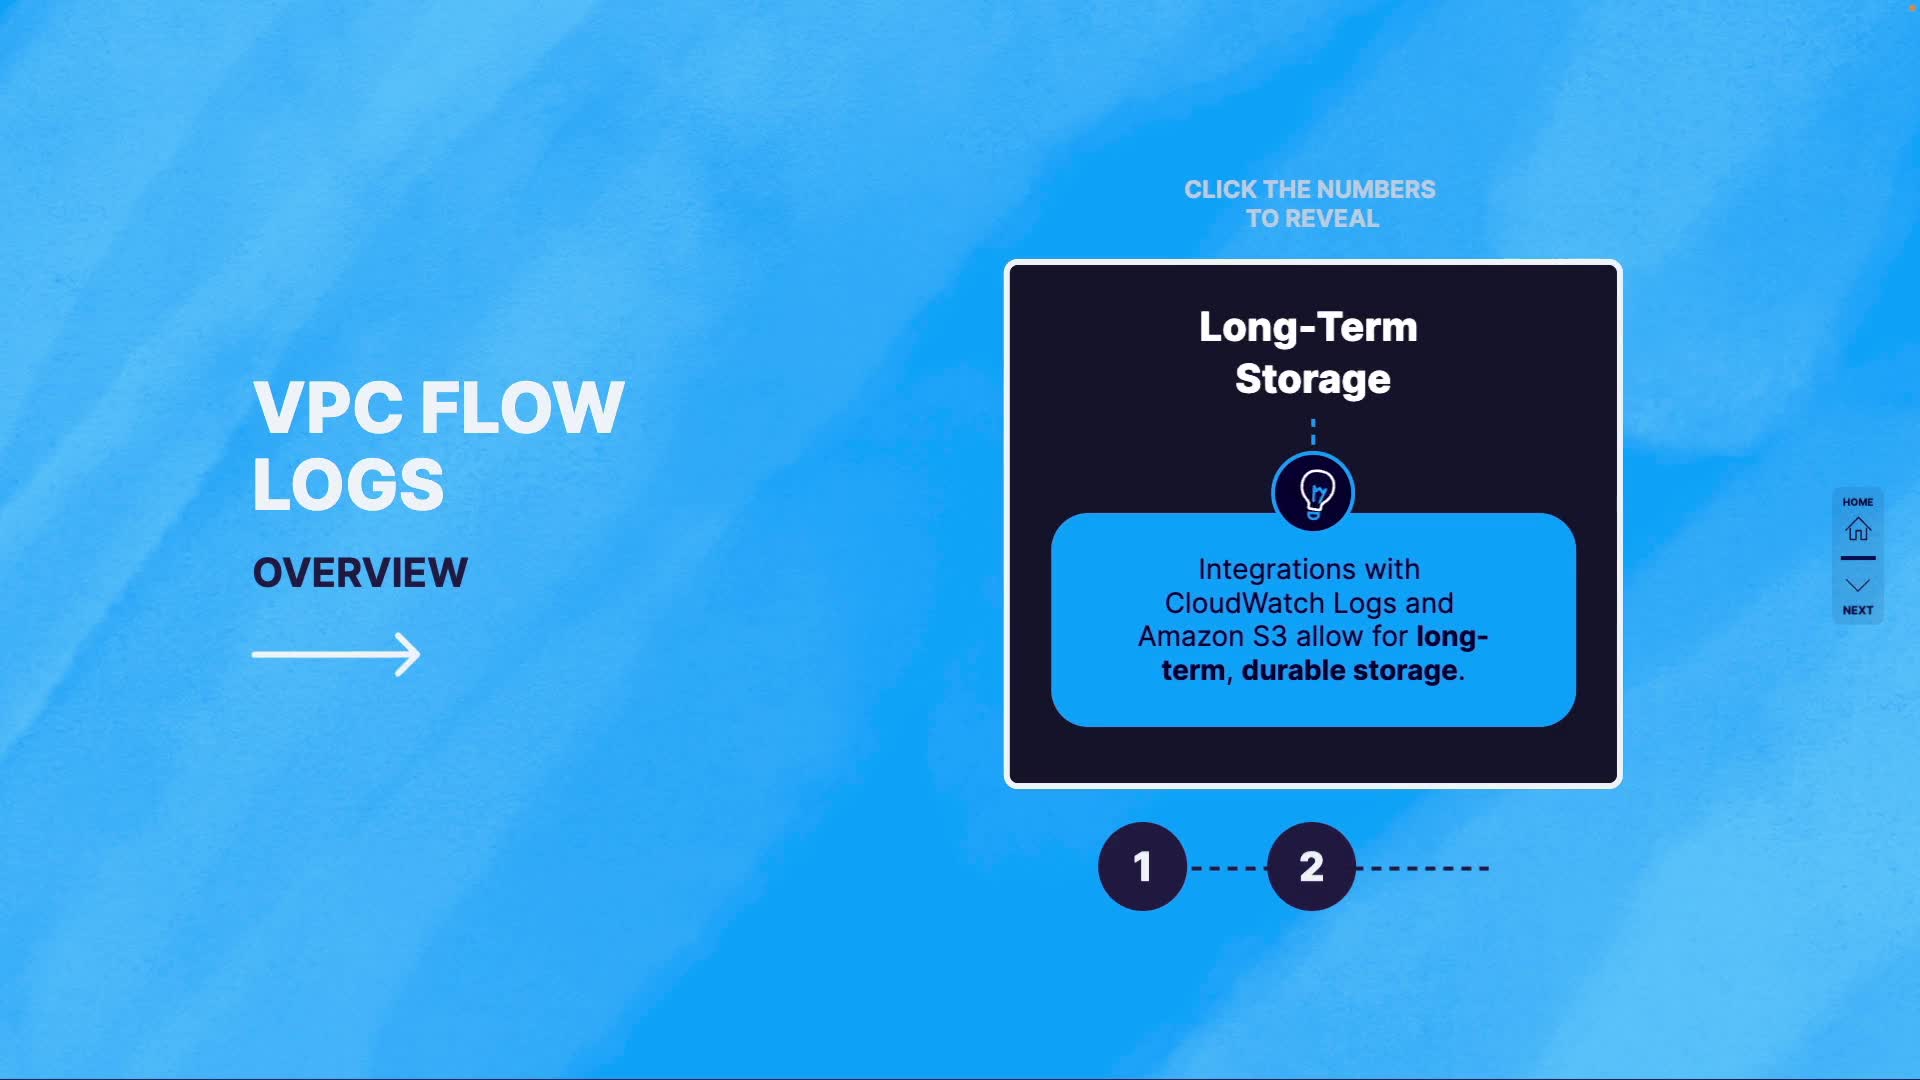 VPC FLOW
LOGS
OVERVIEW
CLICK THE NUMBERS
TO REVEAL
Long-Term
Storage
Integrations with
CloudWatch Logs and
Amazon S3 allow for long-
term, durable storage.
1
2
HOME
NEXT